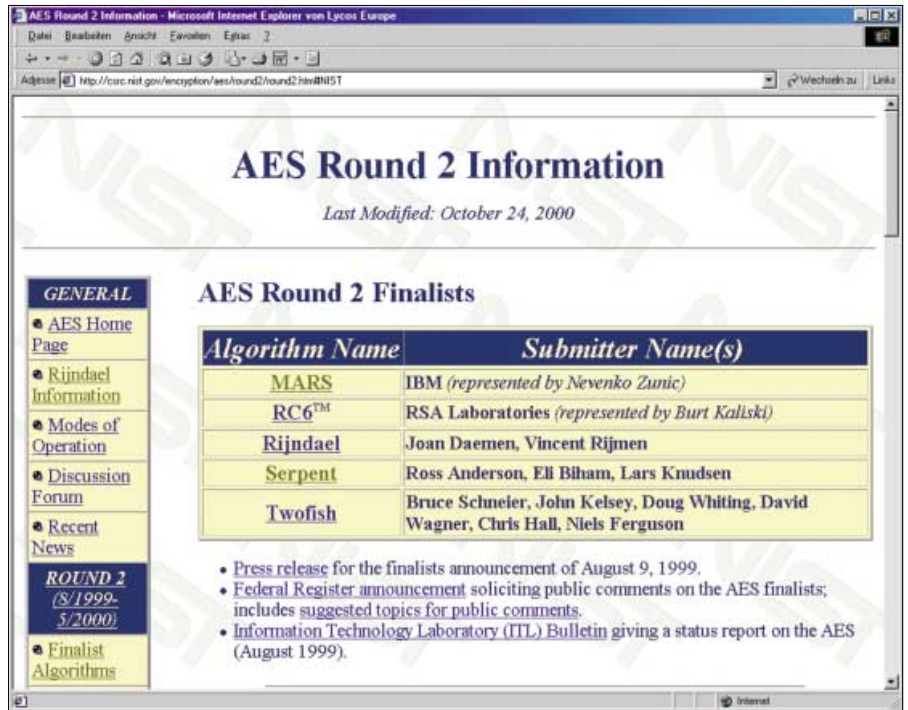 AES Round 2 Information - Microsoft Internet Explorer von Lycos Europe
Datei Bearbeiten Ansicht Favoriten Extras ?
Adresse http://csrc.nist.gov/encryption/aes/round2/round2.htm#NIST Wechseln zu Links
AES Round 2 Information
Last Modified: October 24, 2000
GENERAL
AES Home
Page
Rijndael
Information
Modes of
Operation
Discussion
Forum
Recent
News
ROUND 2
(8/1999-
5/2000)
Finalist
Algorithms
AES Round 2 Finalists
Algorithm Name Submitter Name(s)
MARS IBM (represented by Nevenko Zunic)
RC6™ RSA Laboratories (represented by Burt Kaliski)
Rijndael Joan Daemen, Vincent Rijmen
Serpent Ross Anderson, Eli Biham, Lars Knudsen
Twofish Bruce Schneier, John Kelsey, Doug Whiting, David
Wagner, Chris Hall, Niels Ferguson
• Press release for the finalists announcement of August 9, 1999.
• Federal Register announcement soliciting public comments on the AES finalists;
includes suggested topics for public comments.
• Information Technology Laboratory (ITL) Bulletin giving a status report on the AES
(August 1999).
Internet
NIST